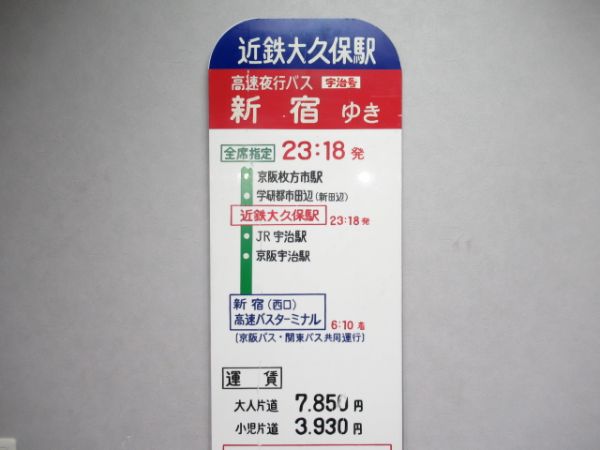 近鉄大久保駅
高速夜行バス 宇治号
新宿 ゆき
全席指定 23:18 発
京阪枚方市駅
学研都市田辺(新田辺)
近鉄大久保駅 23:18 発
JR宇治駅
京阪宇治駅
新宿(西口)
高速バスターミナル 6:10 着
(京阪バス・関東バス共同運行)
運賃
大人片道 7.850 円
小児片道 3.930 円